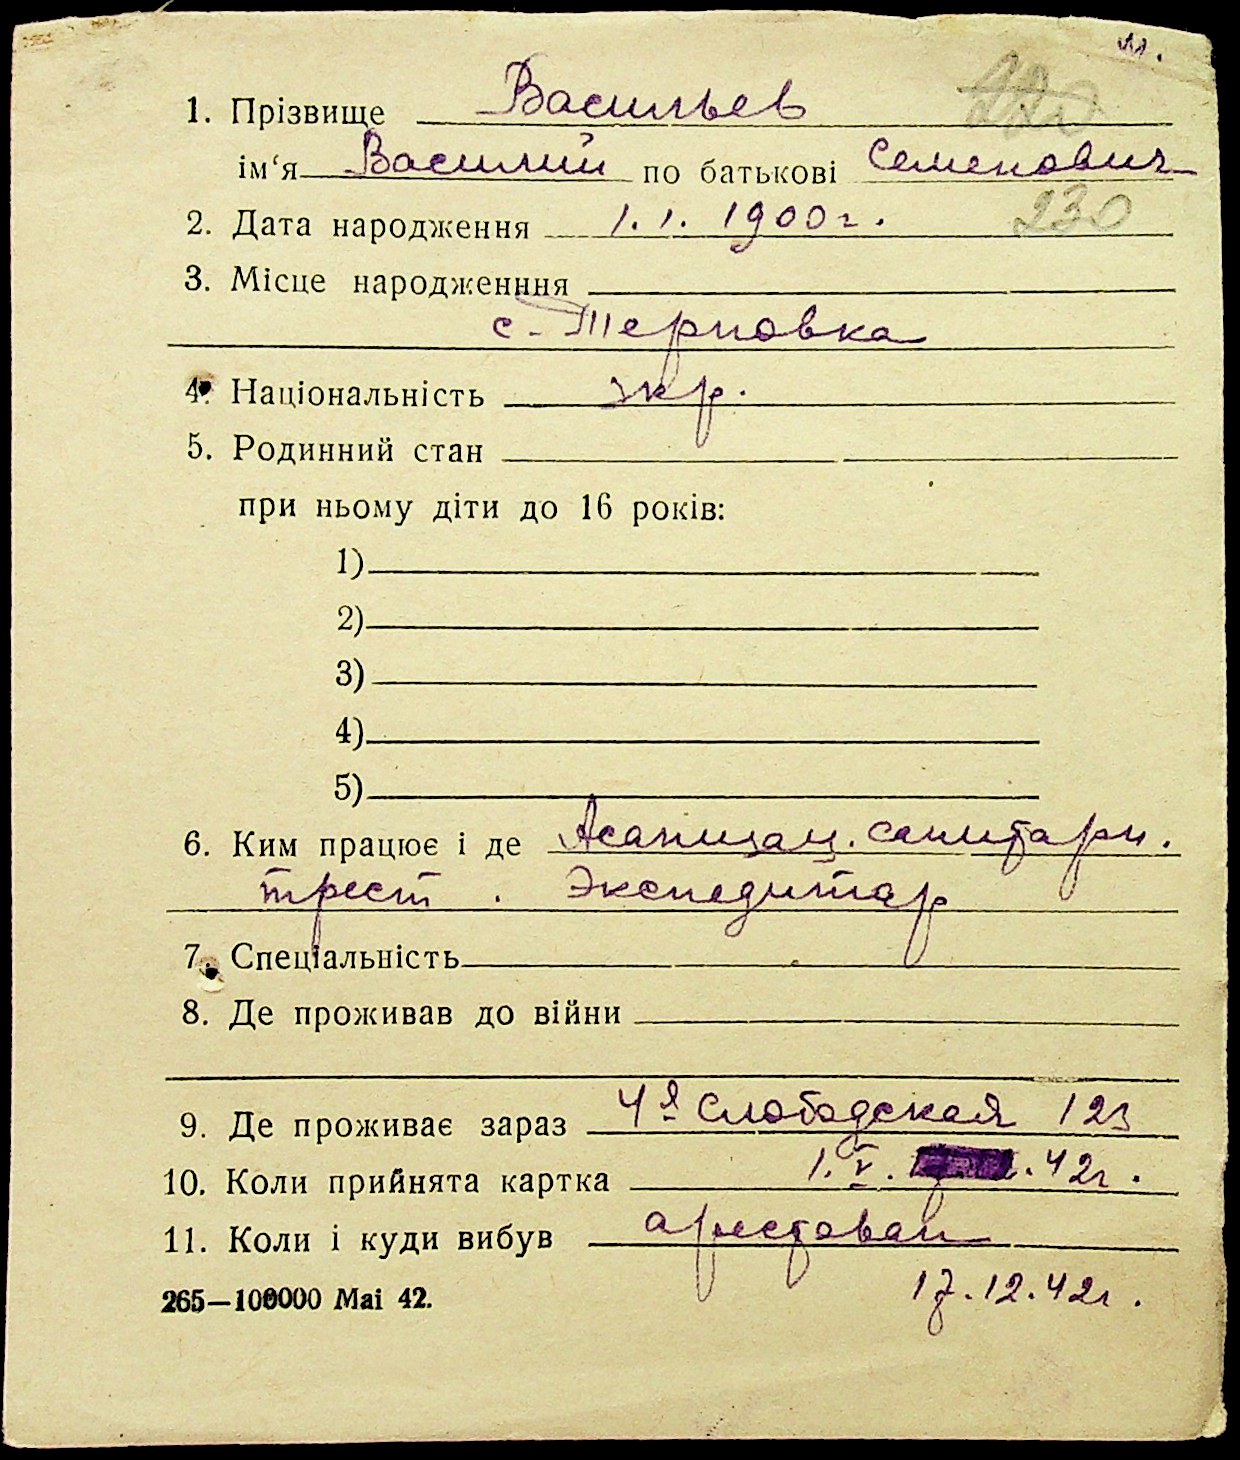 1. Прізвище Васильев
ім‘я Василий по батькові Семенович
230
2. Дата народження 1.1. 1900г.
3. Місце народженння
с. Терновка
4. Національність укр.
5. Родинний стан
при ньому діти до 16 років:
1)
2)
3)
4)
5)
6. Ким працює і де Асанизац. санитарн.
трест. Экспедитар
7. Спеціальність
8. Де проживав до війни
9. Де проживає зараз 4я Слободская 123
10. Коли прийнята картка 1.V. .42г.
11. Коли і куди вибув арестован
265—100000 Mai 42. 17.12.42г.